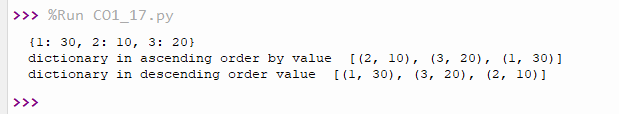 >>> %Run CO1_17.py
{1: 30, 2: 10, 3: 20}
dictionary in ascending order by value  [(2, 10), (3, 20), (1, 30)]
dictionary in descending order value  [(1, 30), (3, 20), (2, 10)]
>>>